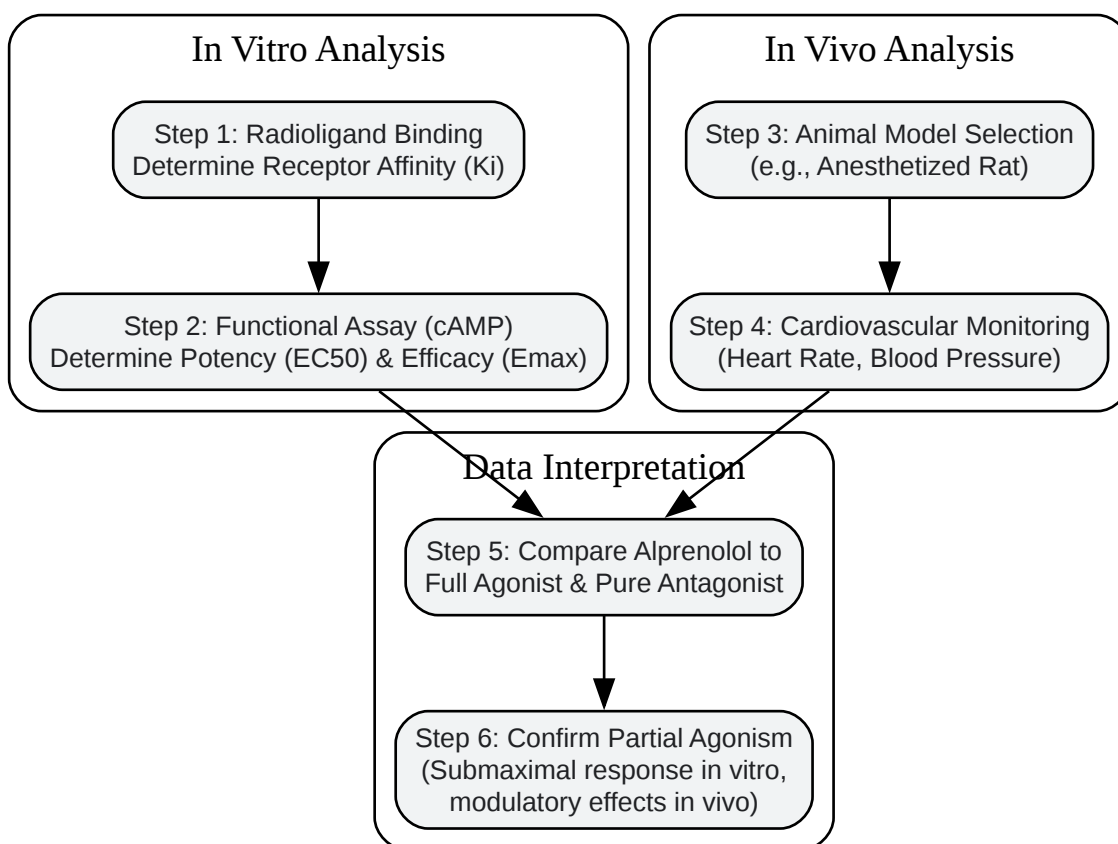 In Vitro Analysis
Step 1: Radioligand Binding
Determine Receptor Affinity (Ki)
Step 2: Functional Assay (cAMP)
Determine Potency (EC50) & Efficacy (Emax)
In Vivo Analysis
Step 3: Animal Model Selection
(e.g., Anesthetized Rat)
Step 4: Cardiovascular Monitoring
(Heart Rate, Blood Pressure)
Data Interpretation
Step 5: Compare Alprenolol to
Full Agonist & Pure Antagonist
Step 6: Confirm Partial Agonism
(Submaximal response in vitro,
modulatory effects in vivo)